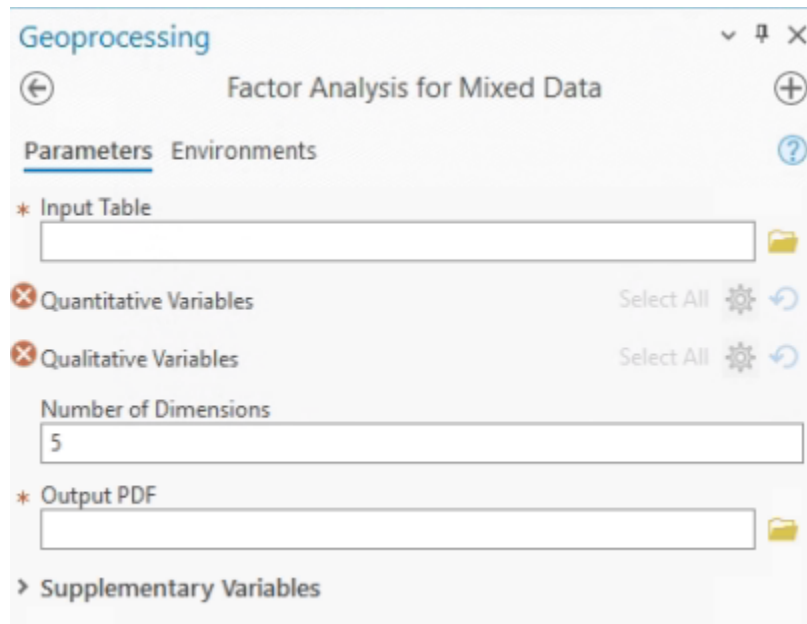 Geoprocessing
Factor Analysis for Mixed Data
Parameters Environments
* Input Table
Quantitative Variables Select All
Qualitative Variables Select All
Number of Dimensions
5
* Output PDF
> Supplementary Variables